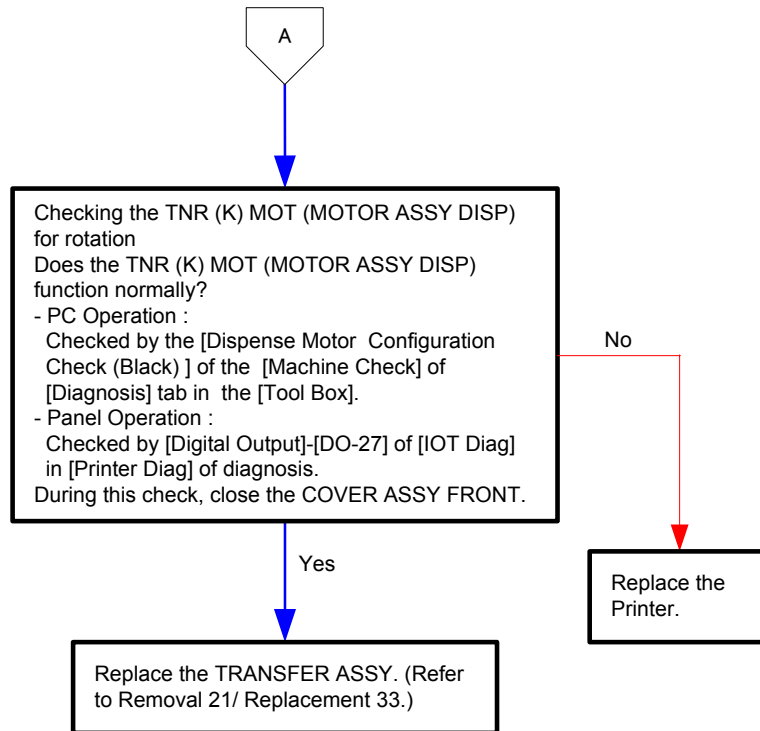 A
Checking the TNR (K) MOT (MOTOR ASSY DISP)
for rotation
Does the TNR (K) MOT (MOTOR ASSY DISP)
function normally?
- PC Operation :
Checked by the [Dispense Motor Configuration
Check (Black) ] of the [Machine Check] of
[Diagnosis] tab in the [Tool Box].
- Panel Operation :
Checked by [Digital Output]-[DO-27] of [IOT Diag]
in [Printer Diag] of diagnosis.
During this check, close the COVER ASSY FRONT.
No
Yes
Replace the
Printer.
Replace the TRANSFER ASSY. (Refer
to Removal 21/ Replacement 33.)